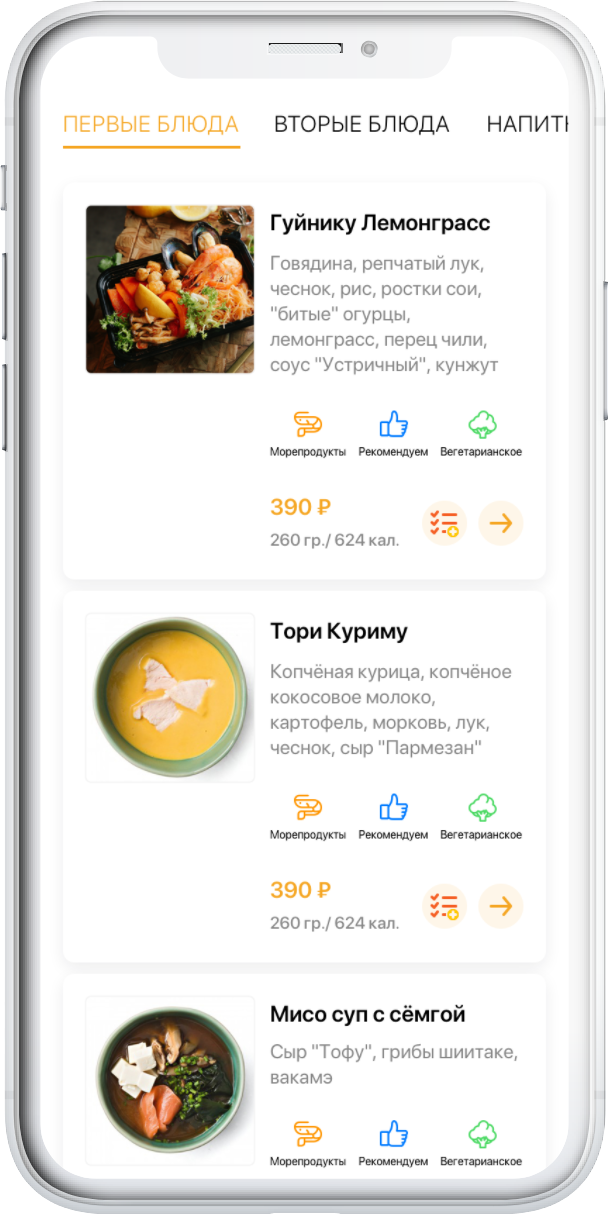 ПЕРВЫЕ БЛЮДА ВТОРЫЕ БЛЮДА НАПИТ
Гуйнику Лемонграсс
Говядина, репчатый лук,
чеснок, рис, ростки сои,
"битые" огурцы,
лемонграсс, перец чили,
соус "Устричный", кунжут
Морепродукты Рекомендуем Вегетарианское
390 ₽
260 гр./ 624 кал.
Тори Куриму
Копчёная курица, копчёное
кокосовое молоко,
картофель, морковь, лук,
чеснок, сыр "Пармезан"
Морепродукты Рекомендуем Вегетарианское
390 ₽
260 гр./ 624 кал.
Мисо суп с сёмгой
Сыр "Тофу", грибы шиитаке,
вакамэ
Морепродукты Рекомендуем Вегетарианское